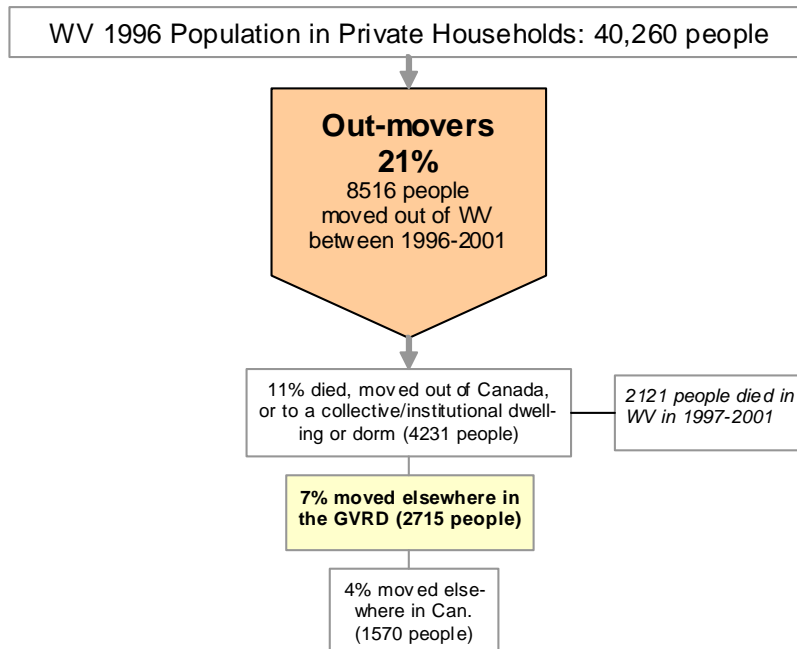 WV 1996 Population in Private Households: 40,260 people
Out-movers
21%
8516 people
moved out of WV
between 1996-2001
11% died, moved out of Canada,
or to a collective/institutional dwell-
ing or dorm (4231 people)
2121 people died in
WV in 1997-2001
7% moved elsewhere in
the GVRD (2715 people)
4% moved else-
where in Can.
(1570 people)